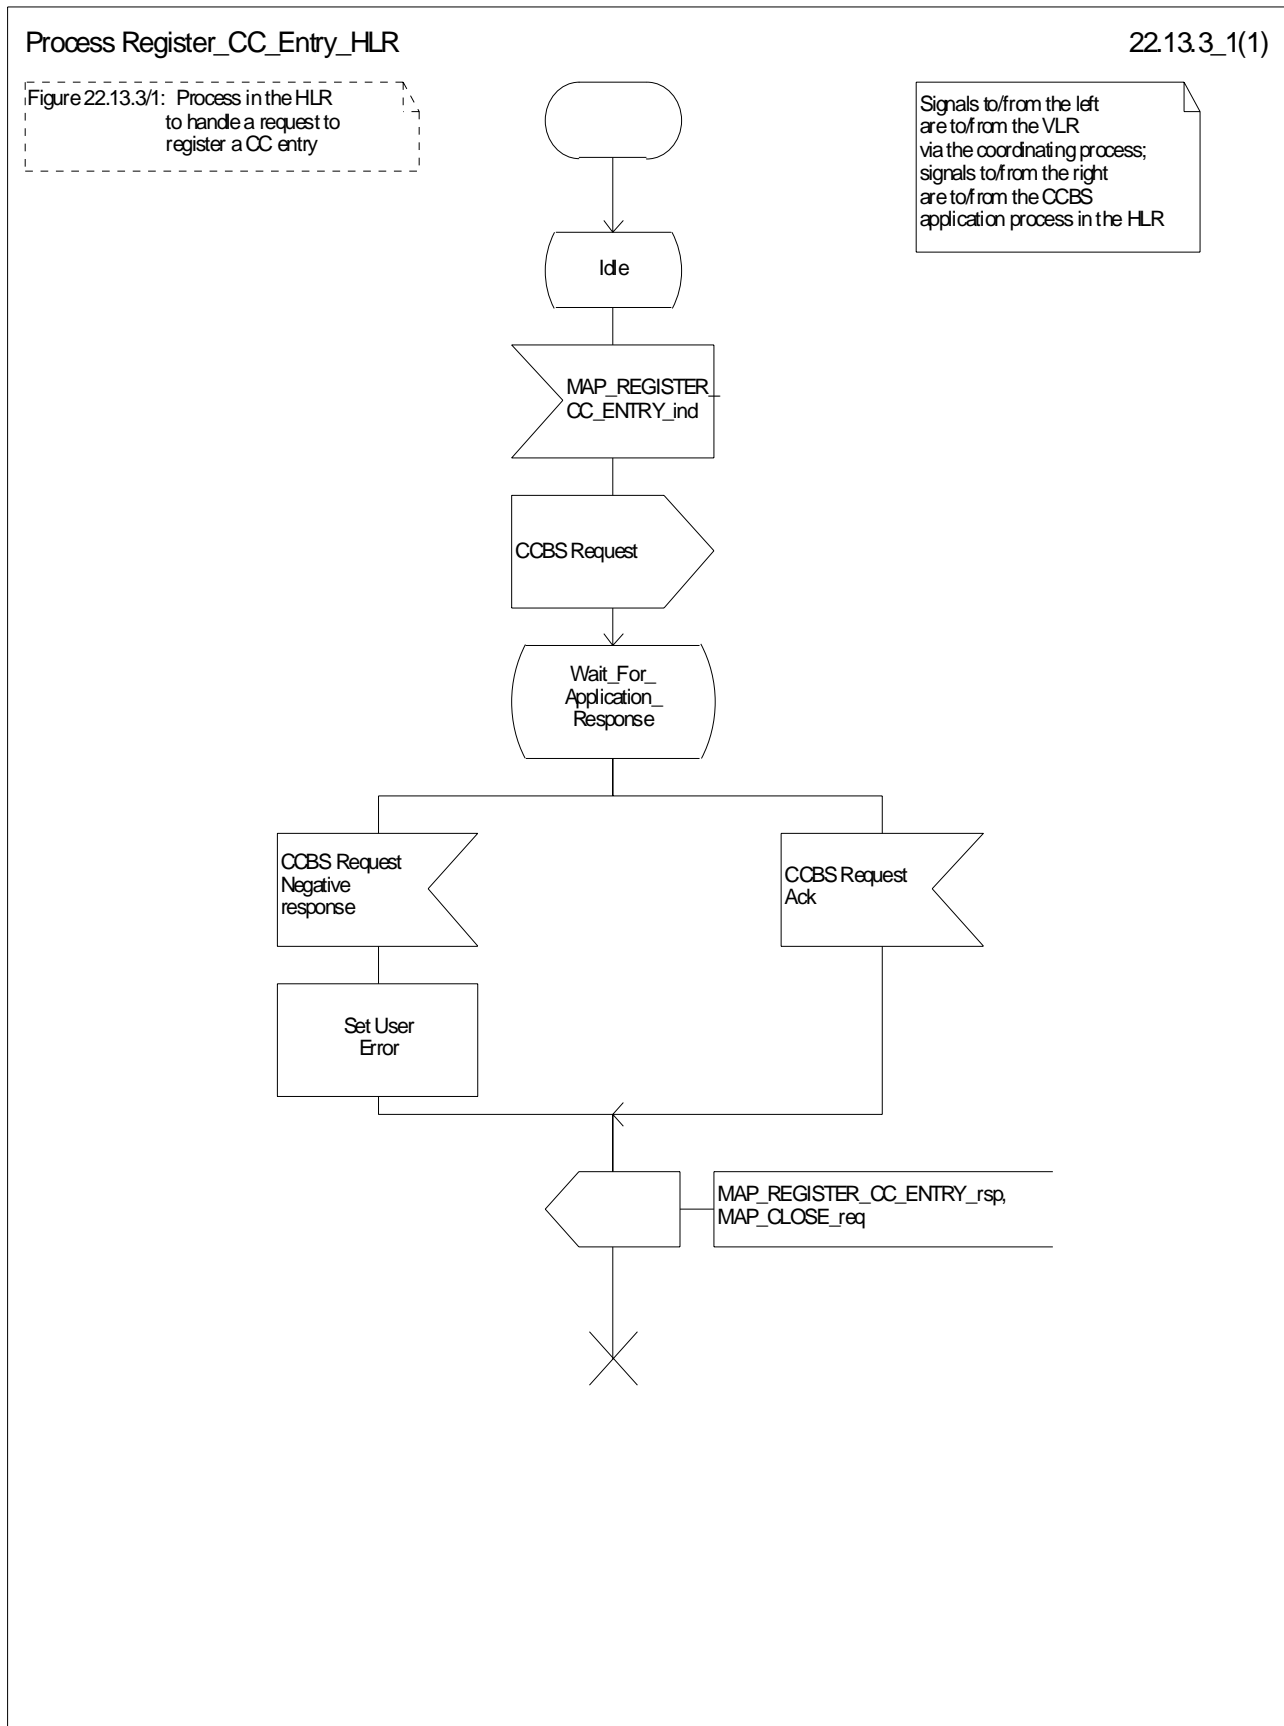 Process Register_CC_Entry_HLR
22.13.3_1(1)
Figure 22.13.3/1: Process in the HLR
to handle a request to
register a CC entry
Signals to/from the left
are to/from the VLR
via the coordinating process;
signals to/from the right
are to/from the CCBS
application process in the HLR
Idle
MAP_REGISTER_
CC_ENTRY_ind
CCBS Request
Wait_For_
Application_
Response
CCBS Request
Negative
response
CCBS Request
Ack
Set User
Error
MAP_REGISTER_CC_ENTRY_rsp,
MAP_CLOSE_req